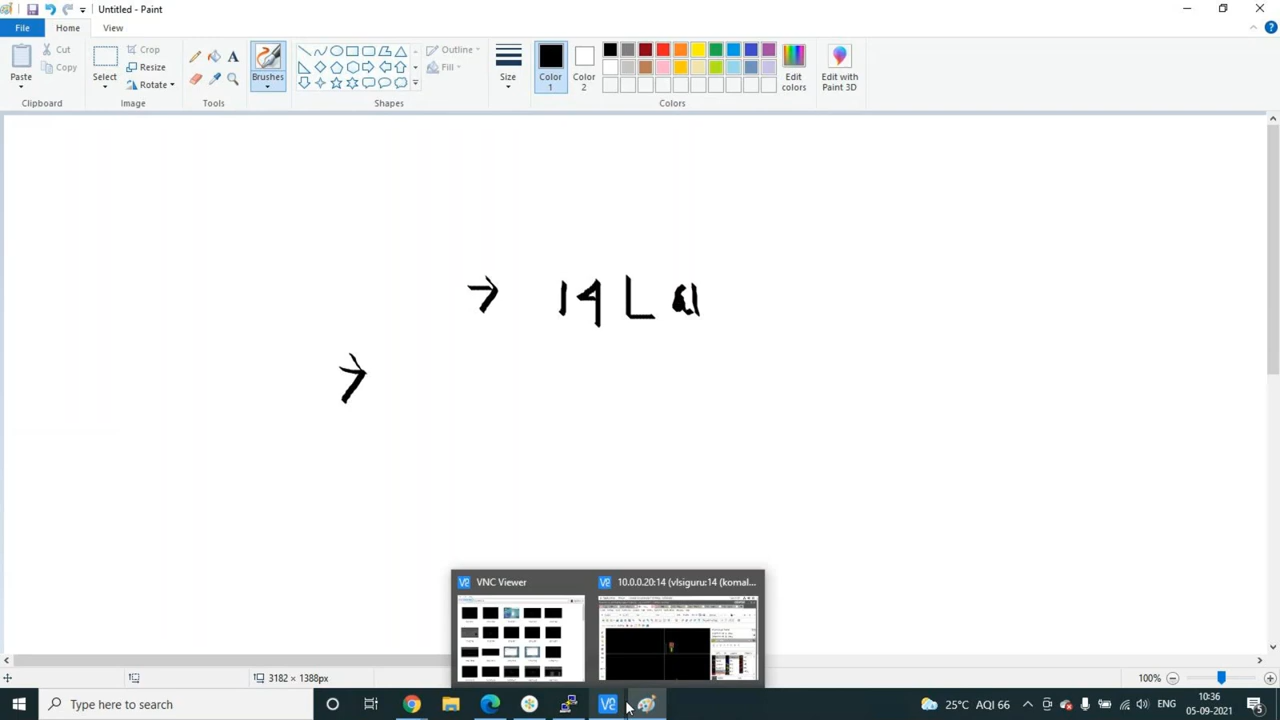 Untitled - Paint
File Home View
Paste Cut Copy
Clipboard
Select Crop Resize Rotate
Image
Tools
Brushes
Shapes
Outline Fill
Size
Color 1
Color 2
Colors
Edit colors
Edit with Paint 3D
→ 14 L
VNC Viewer
10.0.0.20:14 (vlsiguru:14 (komal...
3182 × 1388px
100%
Type here to search
25°C AQI 66
ENG
10:36
05-09-2021
5